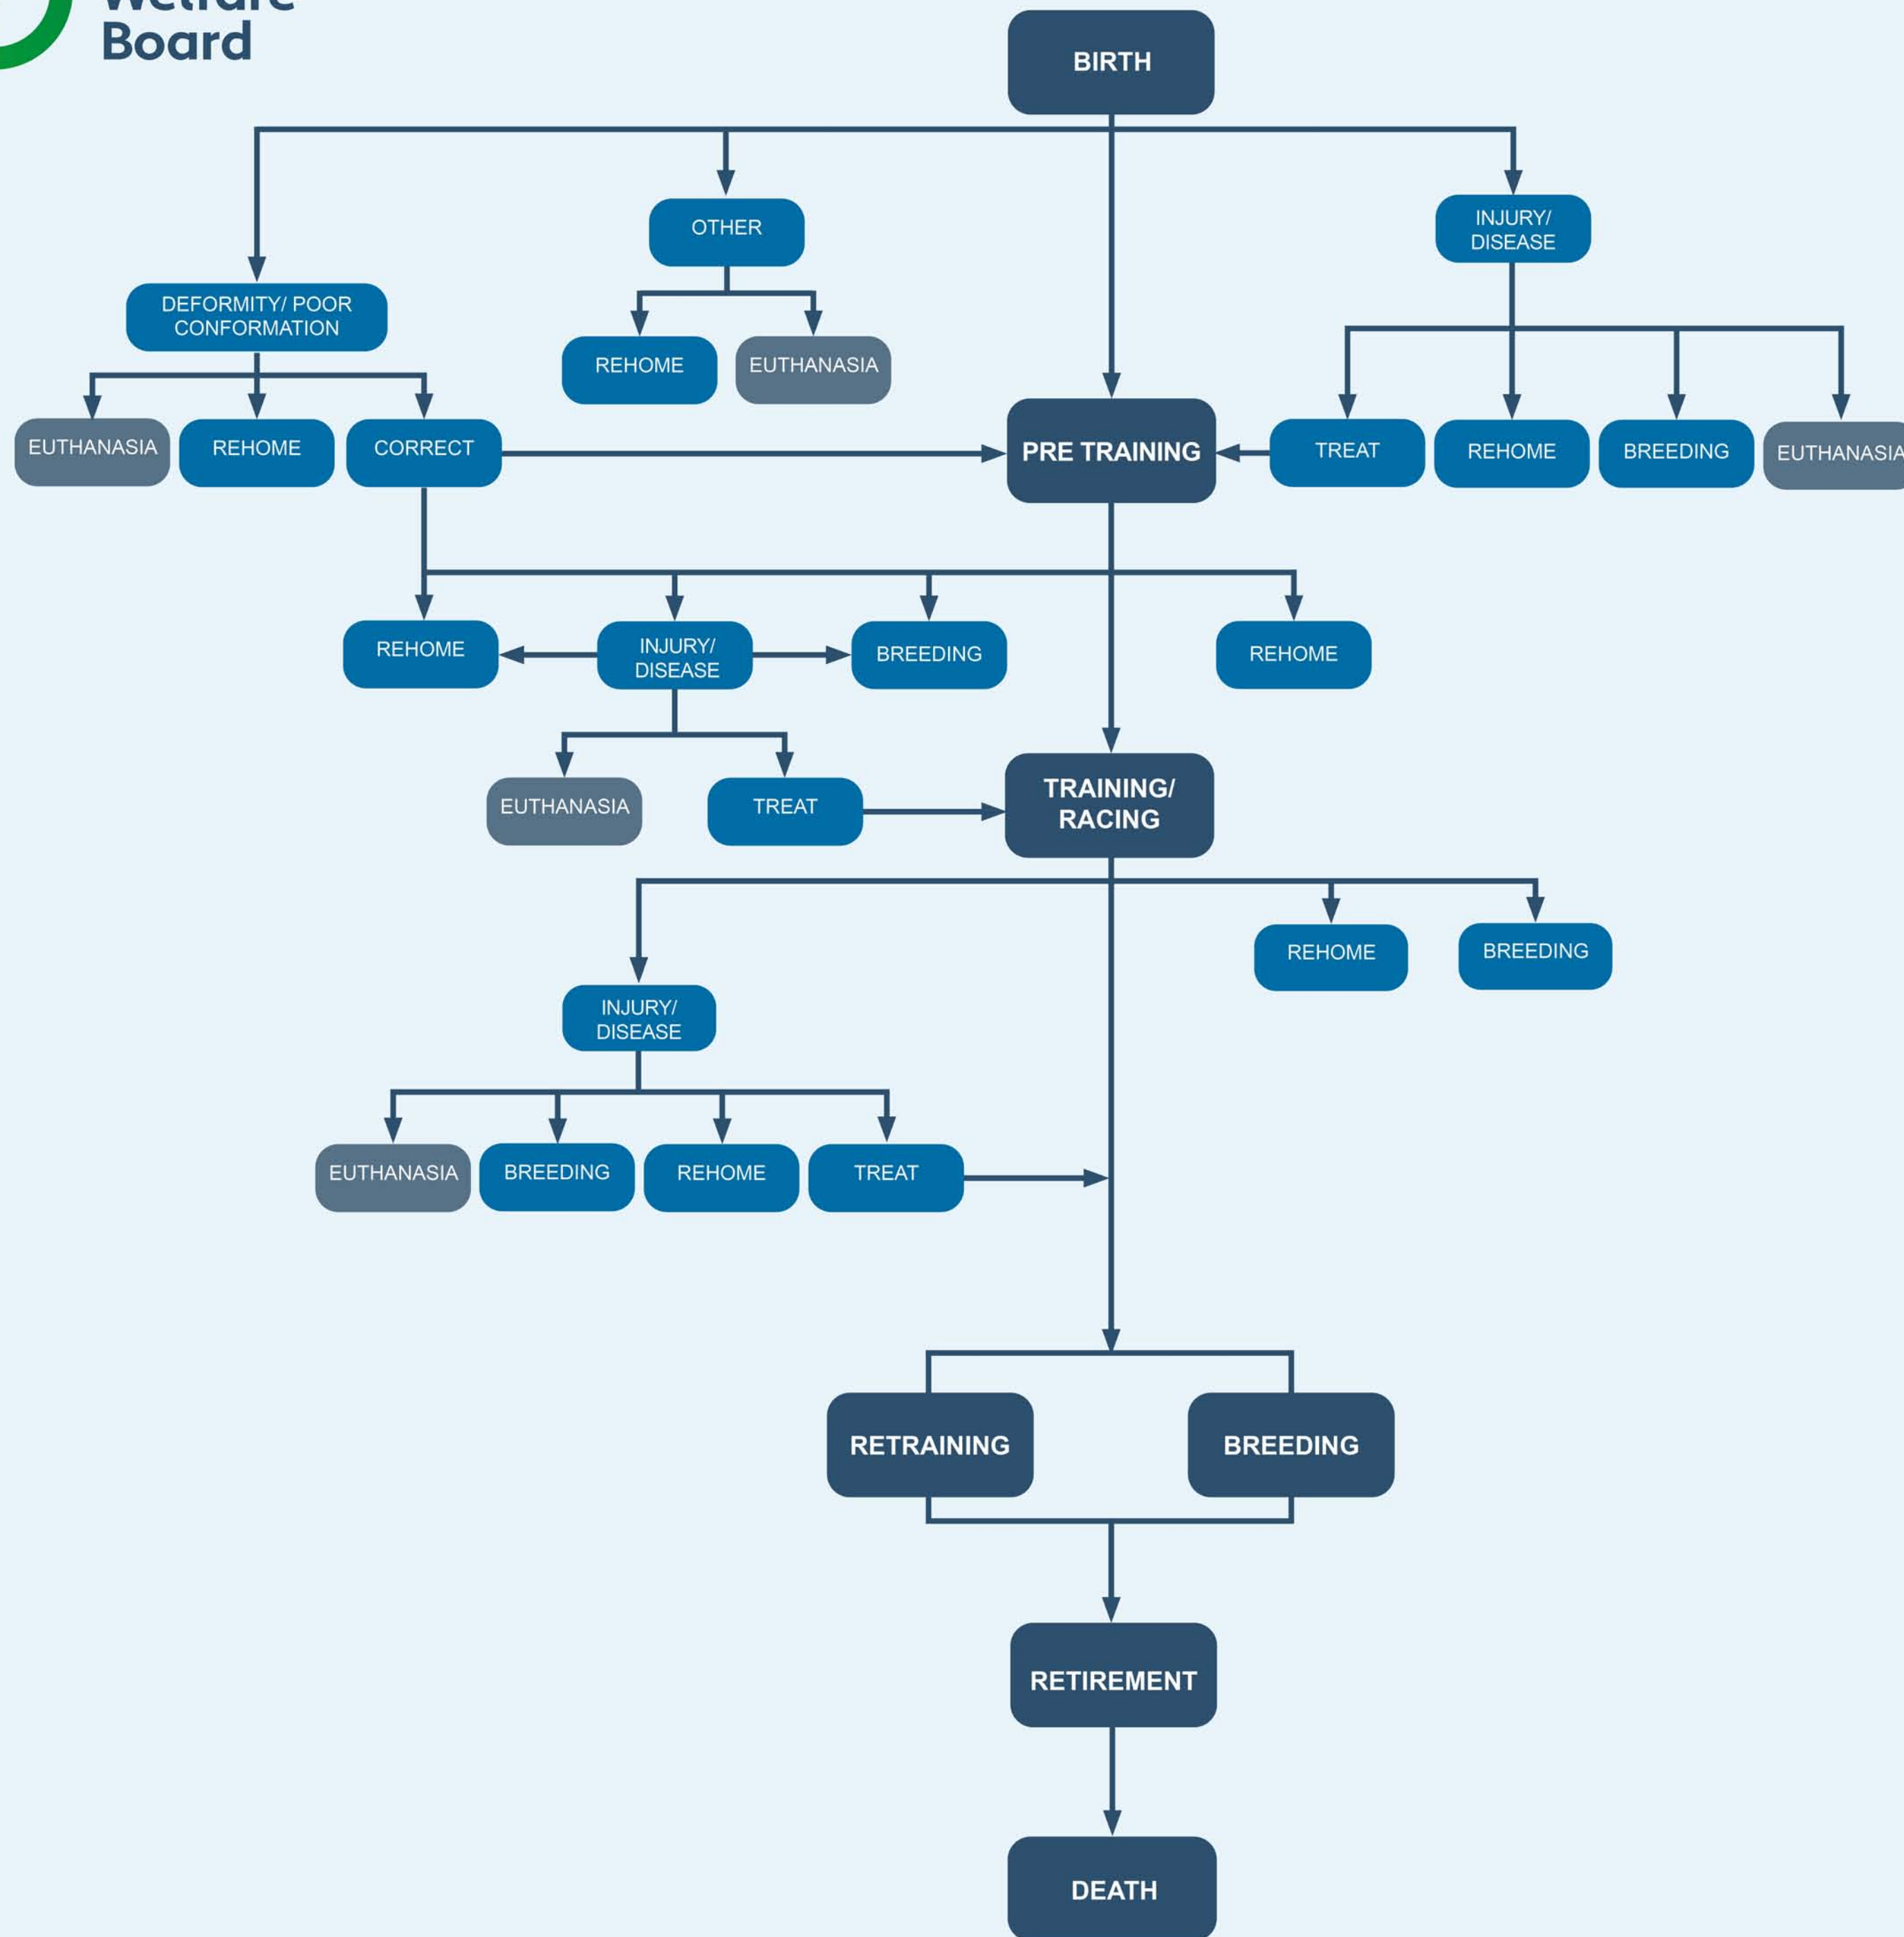 Welfare
Board
BIRTH
OTHER
INJURY/
DISEASE
DEFORMITY/ POOR
CONFORMATION
REHOME
EUTHANASIA
EUTHANASIA
REHOME
CORRECT
PRE TRAINING
TREAT
REHOME
BREEDING
EUTHANASIA
REHOME
INJURY/
DISEASE
BREEDING
REHOME
EUTHANASIA
TREAT
TRAINING/
RACING
REHOME
BREEDING
INJURY/
DISEASE
EUTHANASIA
BREEDING
REHOME
TREAT
RETRAINING
BREEDING
RETIREMENT
DEATH